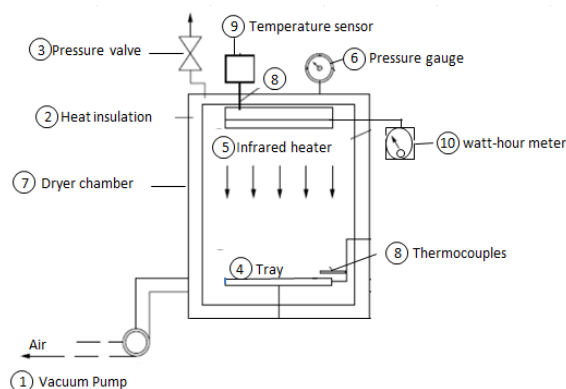 9 Temperature sensor
3 Pressure valve
8
6 Pressure gauge
2 Heat insulation
5 Infrared heater
10 watt-hour meter
7 Dryer chamber
4 Tray
8 Thermocouples
Air
1 Vacuum Pump